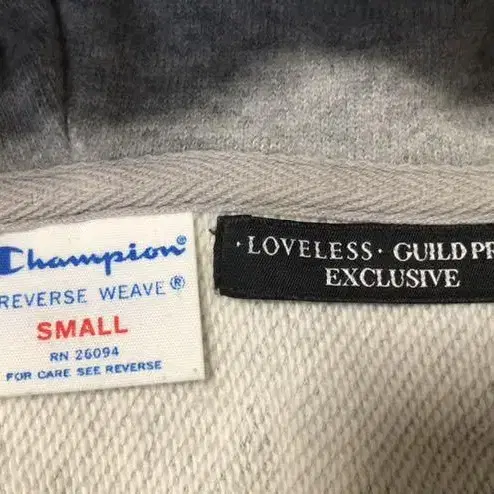 Champion®
REVERSE WEAVE®
SMALL
RN 26094
FOR CARE SEE REVERSE
·LOVELESS· GUILD PR
EXCLUSIVE